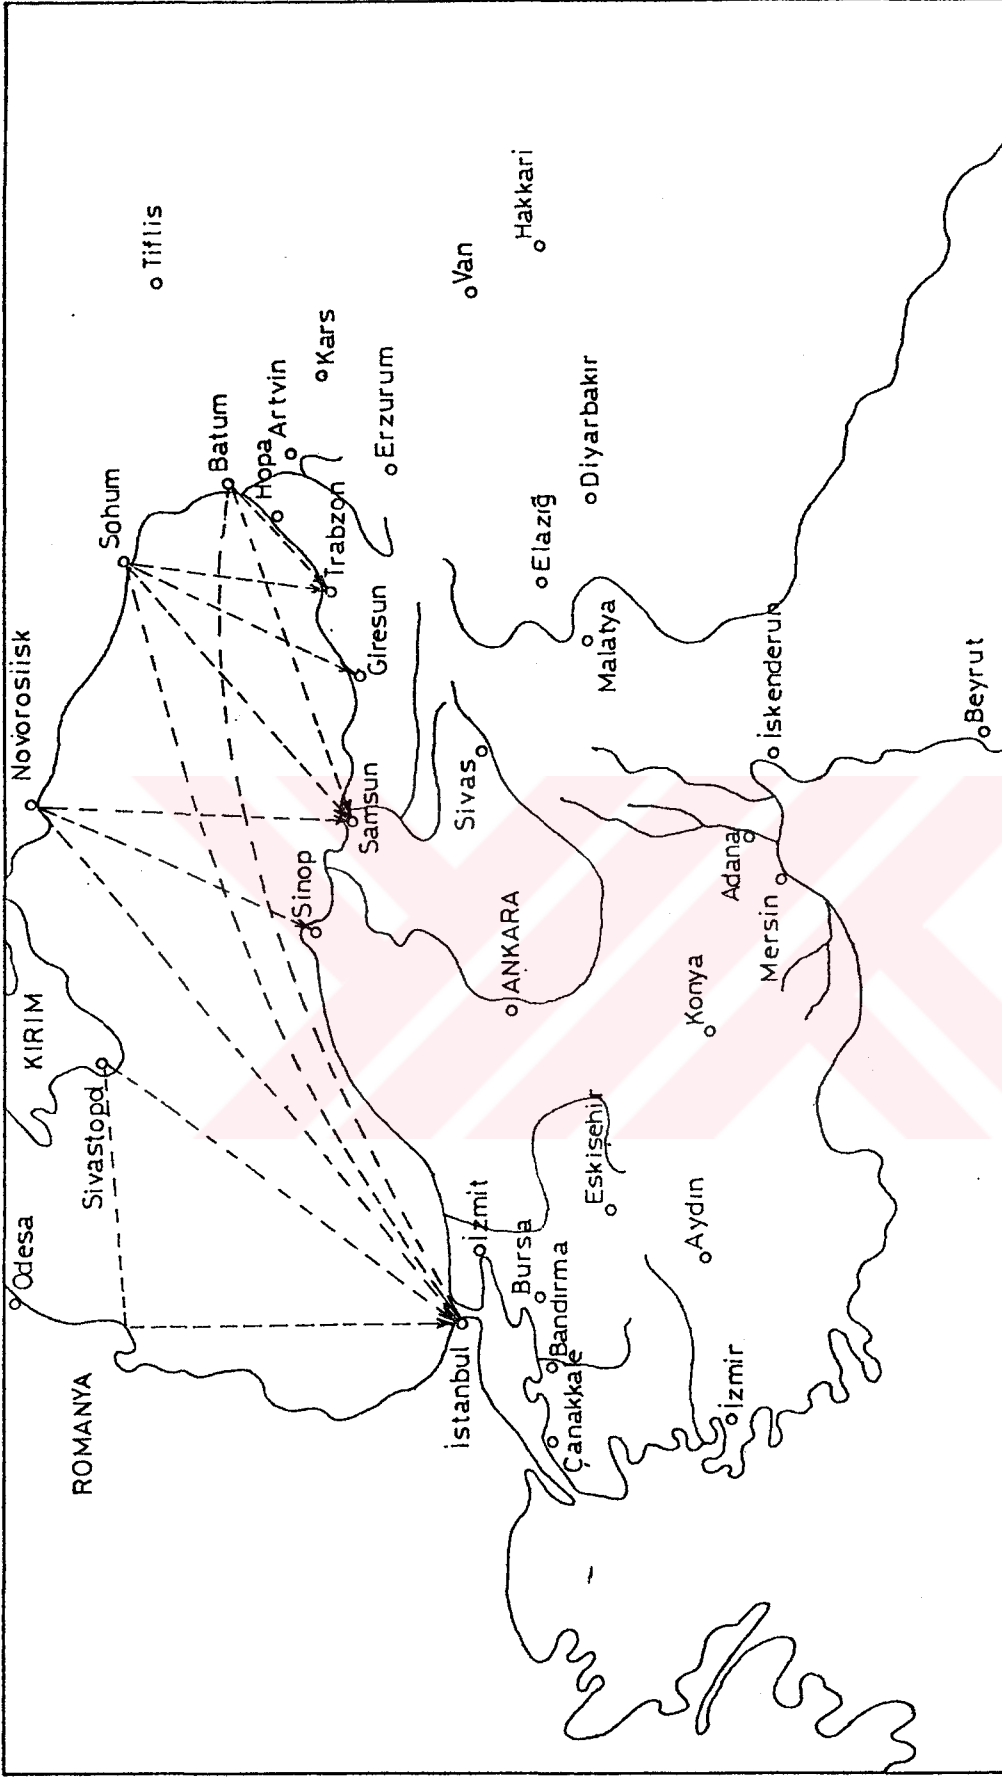 Odesa
KIRIM
Novorosiisk
ROMANYA
Sivastopol
Sohum
Tiflis
Batum
Hopa
Artvin
Kars
Sinop
Samsun
Giresun
Trabzon
Erzurum
İstanbul
İzmit
Sivas
Van
Bursa
ANKARA
Elazığ
Hakkari
Çanakkale
Bandırma
Eskişehir
Malatya
Diyarbakır
İzmir
Aydın
Konya
Adana
Mersin
İskenderun
Beyrut